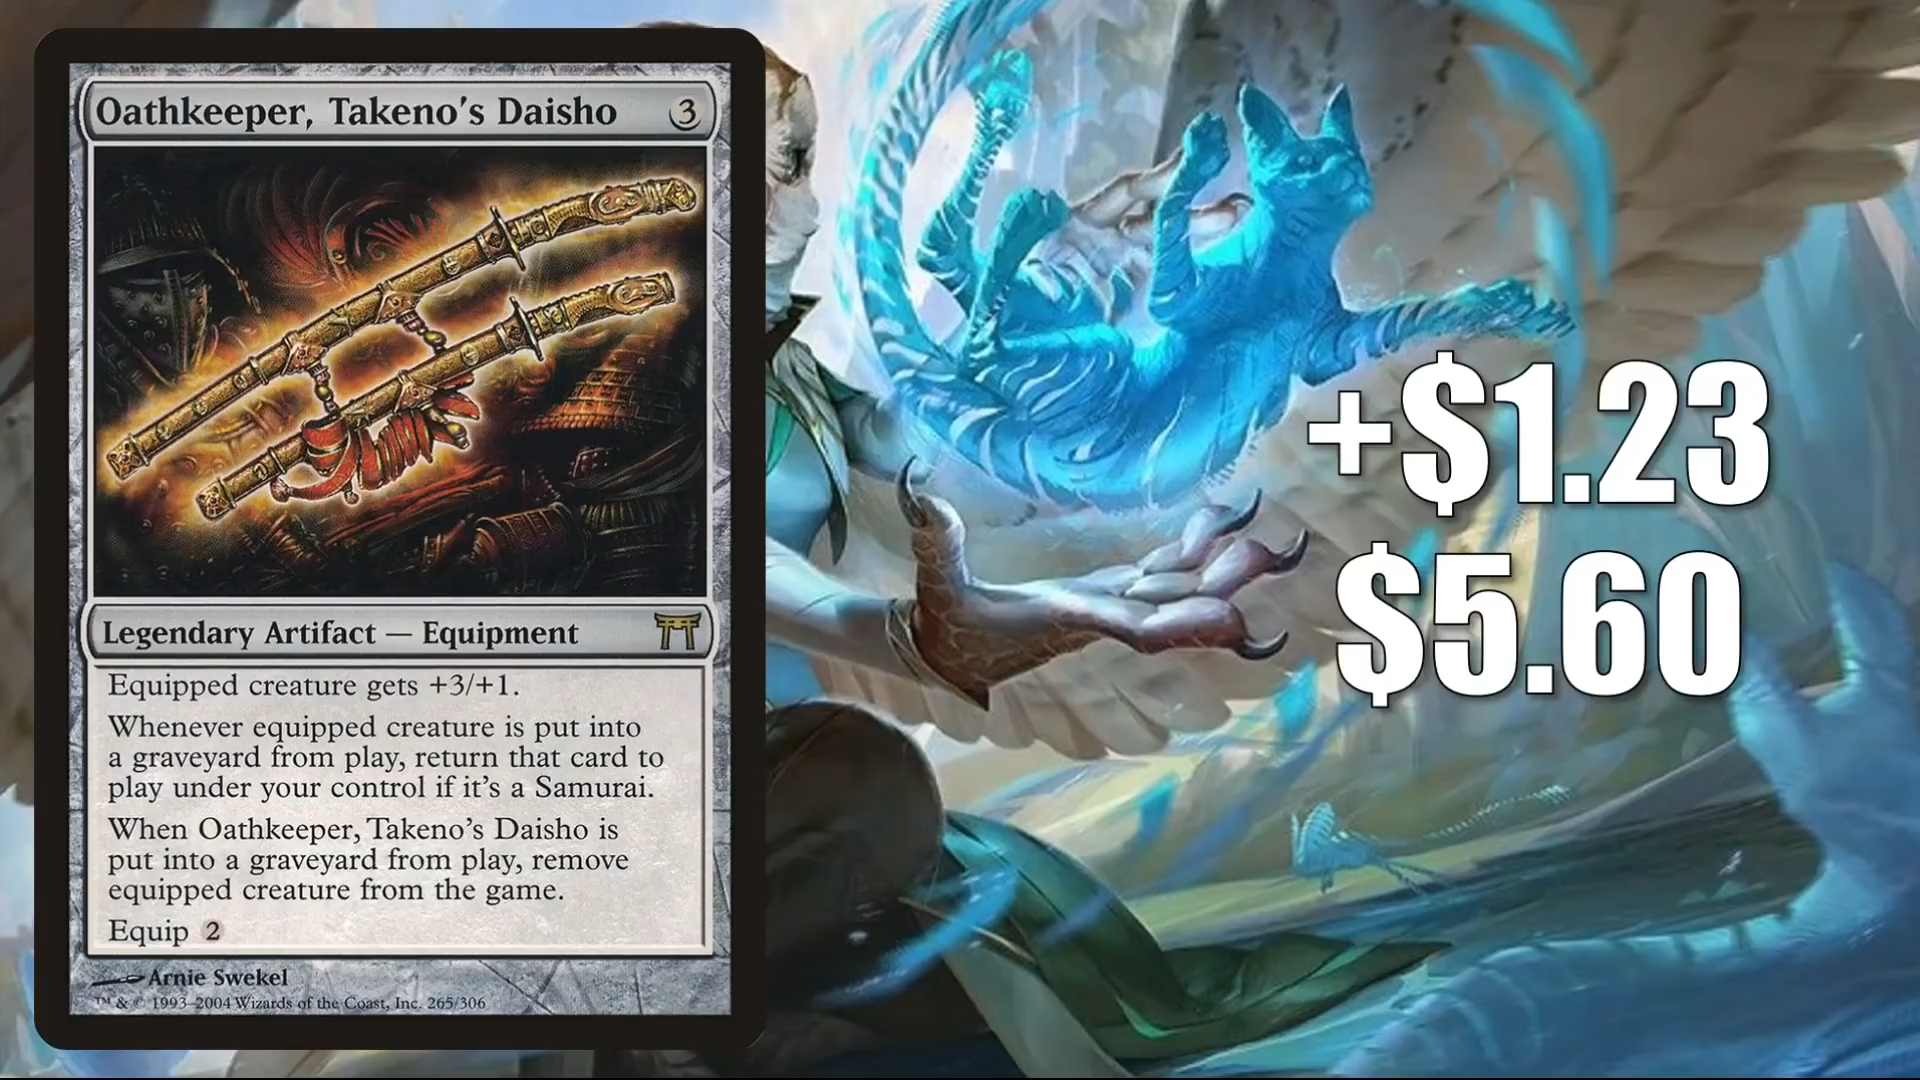 Oathkeeper, Takeno's Daisho 3
+$1.23
$5.60
Legendary Artifact — Equipment
Equipped creature gets +3/+1.
Whenever equipped creature is put into
a graveyard from play, return that card to
play under your control if it's a Samurai.
When Oathkeeper, Takeno's Daisho is
put into a graveyard from play, remove
equipped creature from the game.
Equip 2
Arnie Swekel
™ & © 1993–2004 Wizards of the Coast, Inc. 265/306